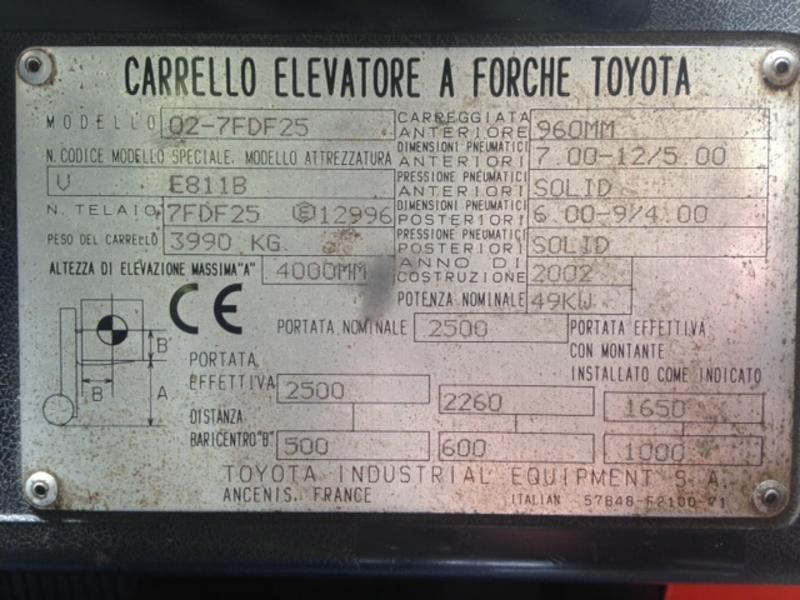 CARRELLO ELEVATORE A FORCHE TOYOTA
MODELLO 02-7FDF25
CARREGGIATA ANTERIORE 960MM
N. CODICE MODELLO SPECIALE, MODELLO ATTREZZATURA
V E811B
DIMENSIONI PNEUMATICI ANTERIORI 7.00-12/5.00
PRESSIONE PNEUMATICI ANTERIORI SOLID
N. TELAIO 7FDF25 E 12996
DIMENSIONI PNEUMATICI POSTERIORI 6.00-9/4.00
PESO DEL CARRELLO 3990 KG
PRESSIONE PNEUMATICI POSTERIORI SOLID
ALTEZZA DI ELEVAZIONE MASSIMA"A" 4000MM
ANNO DI COSTRUZIONE 2002
POTENZA NOMINALE 49KW
CE
PORTATA NOMINALE 2500
PORTATA EFFETTIVA
CON MONTANTE
INSTALLATO COME INDICATO
B
B
A
PORTATA
EFFETTIVA 2500 2260 1650
DISTANZA
BARICENTRO"B" 500 600 1000
TOYOTA INDUSTRIAL EQUIPMENT S.A.
ANCENIS, FRANCE
ITALIAN 57848-F2100-71